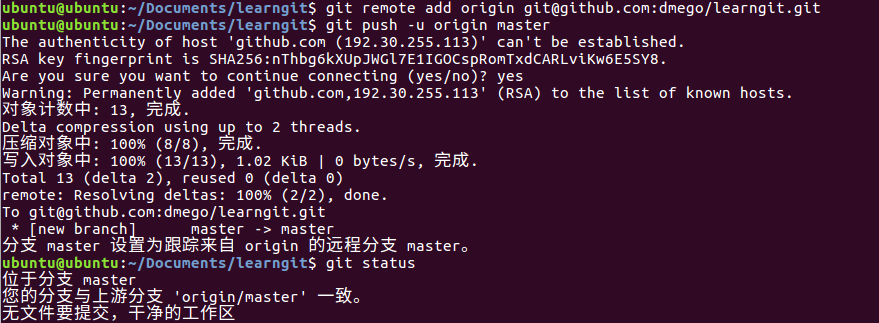 ubuntu@ubuntu:~/Documents/learngit$ git remote add origin git@github.com:dmego/learngit.git
ubuntu@ubuntu:~/Documents/learngit$ git push -u origin master
The authenticity of host 'github.com (192.30.255.113)' can't be established.
RSA key fingerprint is SHA256:nThbg6kXUpJWGl7E1IGOCspRomTxdCARLviKw6E5SY8.
Are you sure you want to continue connecting (yes/no)? yes
Warning: Permanently added 'github.com,192.30.255.113' (RSA) to the list of known hosts.
对象计数中: 13, 完成.
Delta compression using up to 2 threads.
压缩对象中: 100% (8/8), 完成.
写入对象中: 100% (13/13), 1.02 KiB | 0 bytes/s, 完成.
Total 13 (delta 2), reused 0 (delta 0)
remote: Resolving deltas: 100% (2/2), done.
To git@github.com:dmego/learngit.git
 * [new branch]      master -> master
分支 master 设置为跟踪来自 origin 的远程分支 master。
ubuntu@ubuntu:~/Documents/learngit$ git status
位于分支 master
您的分支与上游分支 'origin/master' 一致。
无文件要提交，干净的工作区